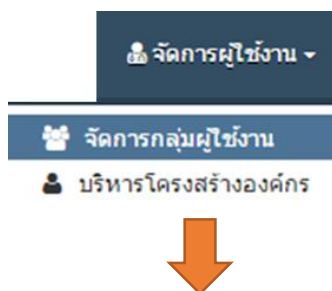 จัดการผู้ใช้งาน
จัดการกลุ่มผู้ใช้งาน
บริหารโครงสร้างองค์กร